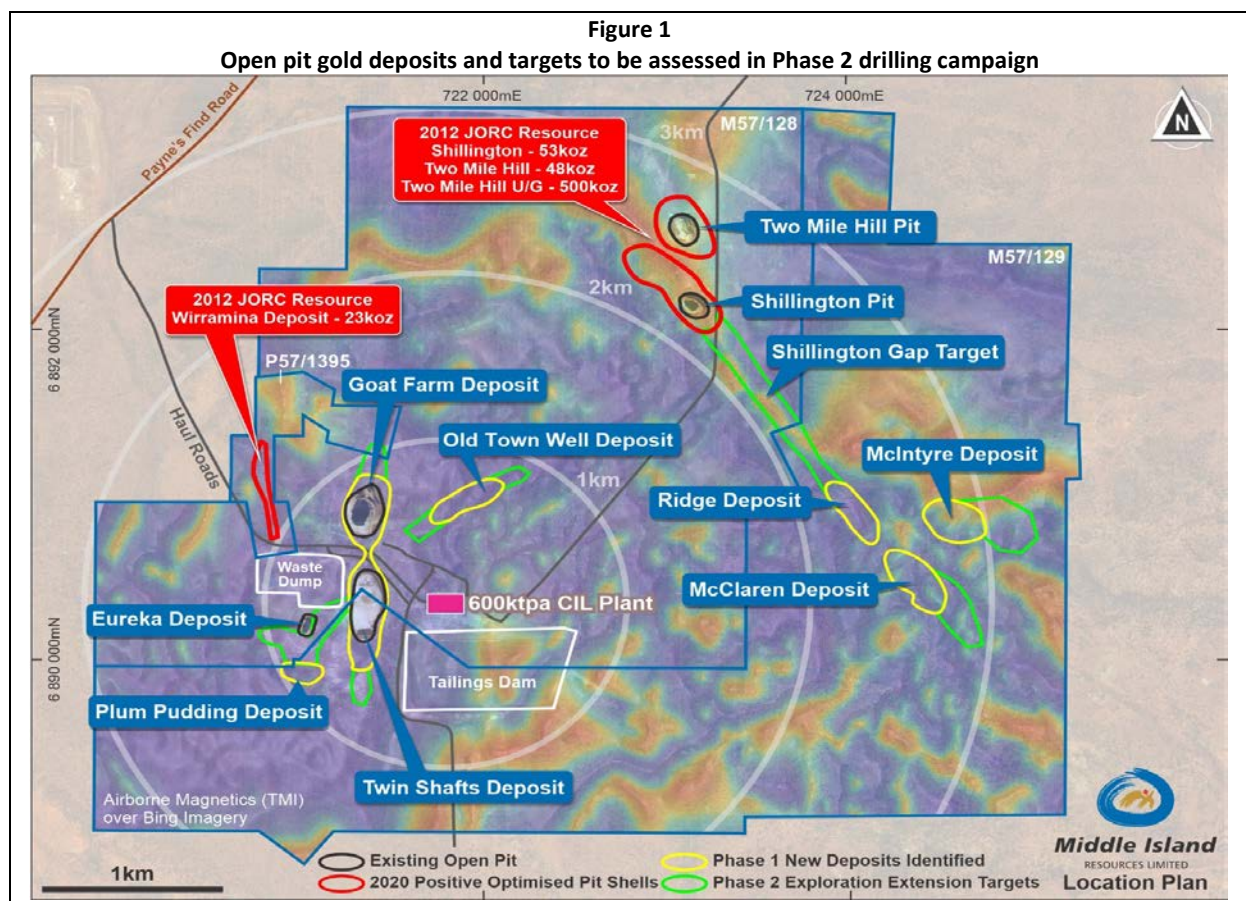 Figure 1
Open pit gold deposits and targets to be assessed in Phase 2 drilling campaign
722 000mE
724 000mE
Payne's Find Road
2012 JORC Resource
Shillington - 53koz
Two Mile Hill - 48koz
Two Mile Hill U/G - 500koz
3km
M57/128
N
Two Mile Hill Pit
M57/129
2km
Shillington Pit
2012 JORC Resource
Wirramina Deposit - 23koz
6 892 000mN
Shillington Gap Target
P57/1395
Goat Farm Deposit
Haul Roads
Old Town Well Deposit
McIntyre Deposit
1km
Ridge Deposit
Waste
Dump
McClaren Deposit
600ktpa CIL Plant
Eureka Deposit
6 890 000mN
Tailings Dam
Plum Pudding Deposit
Twin Shafts Deposit
Airborne Magnetics (TMI)
over Bing Imagery
Middle Island
RESOURCES LIMITED
Location Plan
1km
Existing Open Pit
Phase 1 New Deposits Identified
2020 Positive Optimised Pit Shells
Phase 2 Exploration Extension Targets